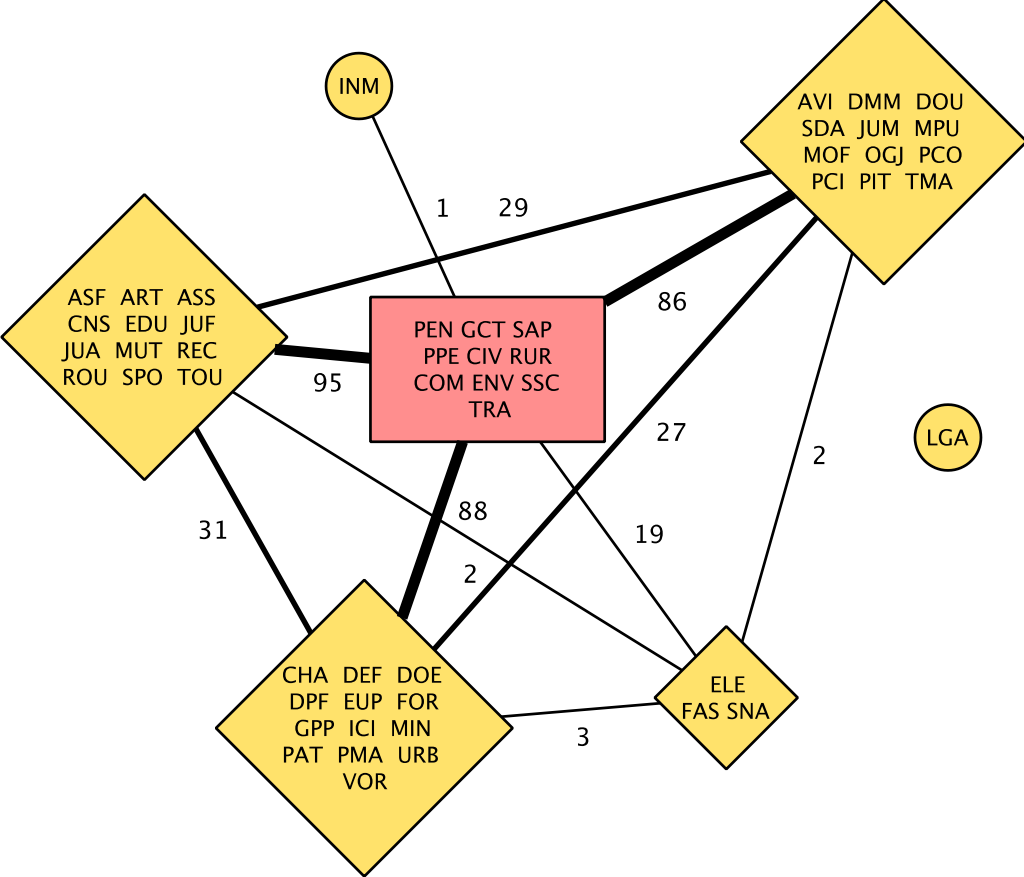 INM
AVI DMM DOU
SDA JUM MPU
MOF OGJ PCO
PCI PIT TMA
1
29
ASF ART ASS
CNS EDU JUF
JUA MUT REC
ROU SPO TOU
86
PEN GCT SAP
PPE CIV RUR
COM ENV SSC
TRA
95
27
LGA
2
88
31
19
2
CHA DEF DOE
DPF EUP FOR
GPP ICI MIN
PAT PMA URB
VOR
ELE
FAS SNA
3